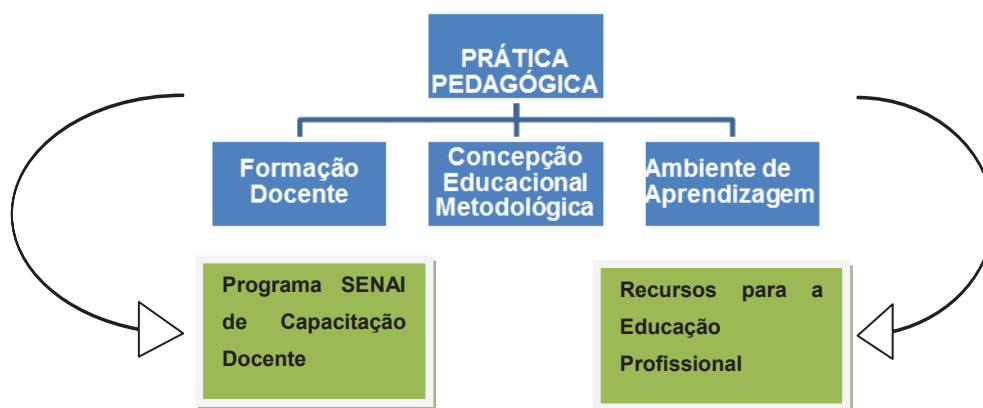 PRÁTICA
PEDAGÓGICA
Formação
Docente
Concepção
Educacional
Metodológica
Ambiente de
Aprendizagem
Programa SENAI
de Capacitação
Docente
Recursos para a
Educação
Profissional